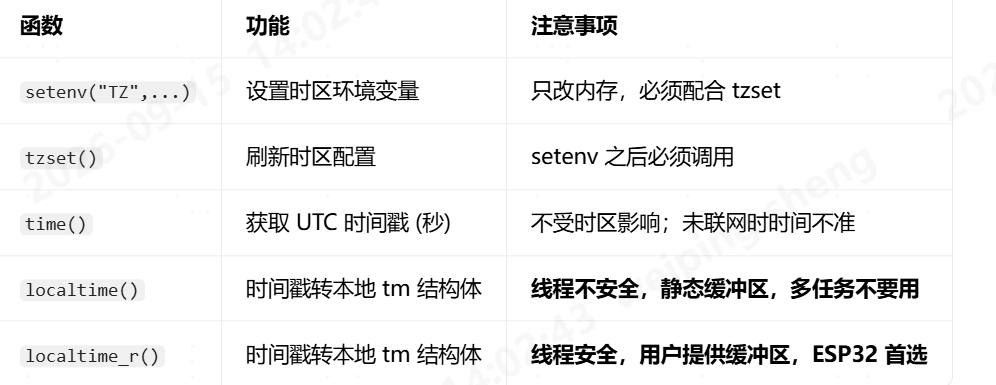 函数 功能 注意事项
setenv("TZ",...) 设置时区环境变量 只改内存，必须配合 tzset
tzset() 刷新时区配置 setenv 之后必须调用
time() 获取 UTC 时间戳 (秒) 不受时区影响；未联网时时间不准
localtime() 时间戳转本地 tm 结构体 线程不安全，静态缓冲区，多任务不要用
localtime_r() 时间戳转本地 tm 结构体 线程安全，用户提供缓冲区，ESP32 首选